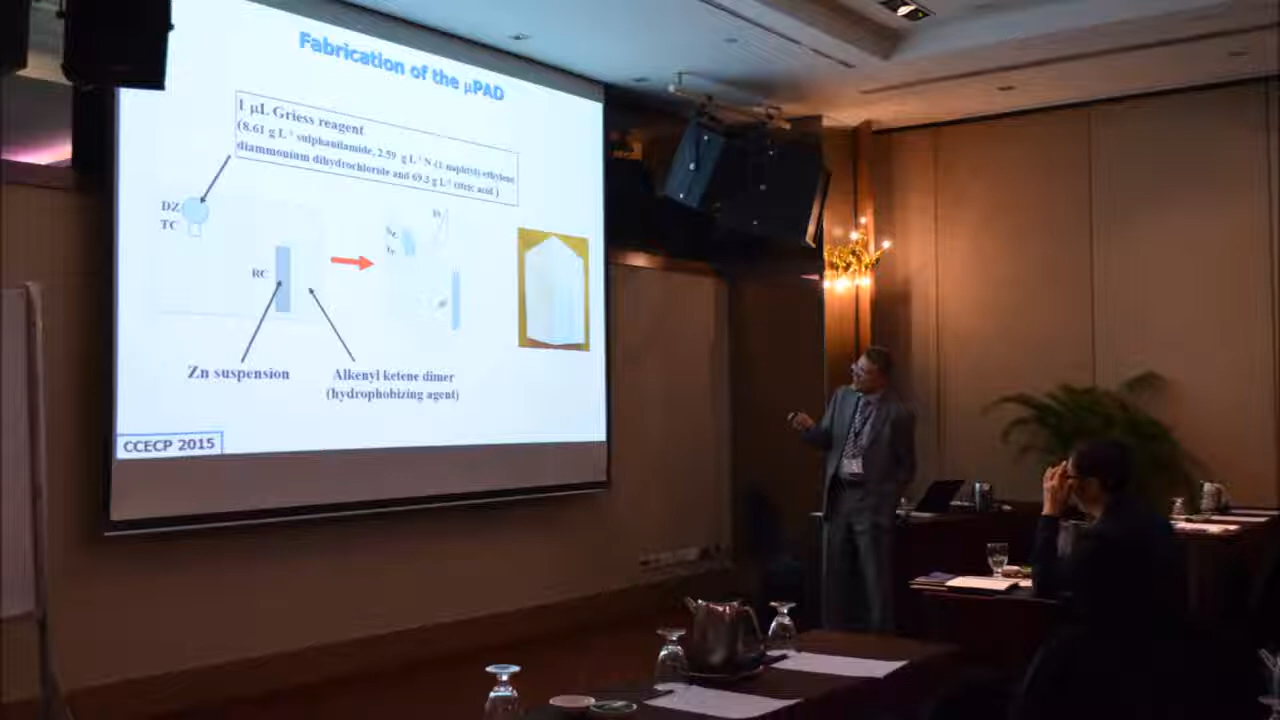 Fabrication of the µPAD
1 µL Griess reagent
(8.61 g L⁻¹ sulphanilamide, 2.59 g L⁻¹ N-(1-naphtyl)-ethylene
diammonium dihydrochloride and 69.3 g L⁻¹ citric acid)
DZ
TC
RC
Zn suspension
Alkenyl ketene dimer
(hydrophobizing agent)
CCECP 2015